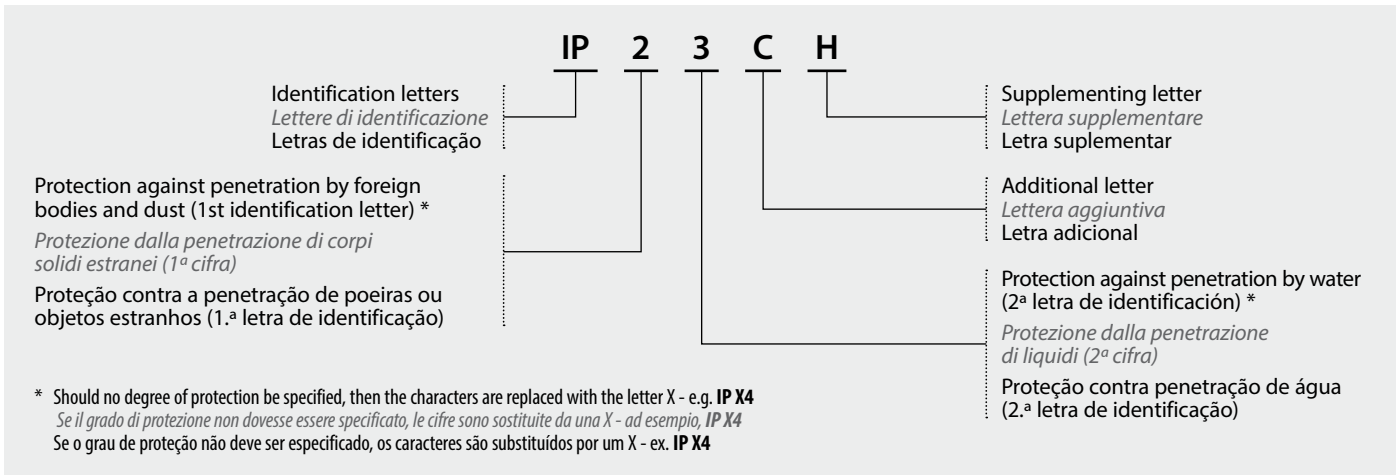 IP 2 3 C H
Identification letters
Lettere di identificazione
Letras de identificação
Protection against penetration by foreign
bodies and dust (1st identification letter) *
Protezione dalla penetrazione di corpi
solidi estranei (1ª cifra)
Proteção contra a penetração de poeiras ou
objetos estranhos (1.ª letra de identificação)
Supplementing letter
Lettera supplementare
Letra suplementar
Additional letter
Lettera aggiuntiva
Letra adicional
Protection against penetration by water
(2ª letra de identificación) *
Protezione dalla penetrazione
di liquidi (2ª cifra)
Proteção contra penetração de água
(2.ª letra de identificação)
* Should no degree of protection be specified, then the characters are replaced with the letter X - e.g. IP X4
Se il grado di protezione non dovesse essere specificato, le cifre sono sostituite da una X - ad esempio, IP X4
Se o grau de proteção não deve ser especificado, os caracteres são substituídos por um X - ex. IP X4